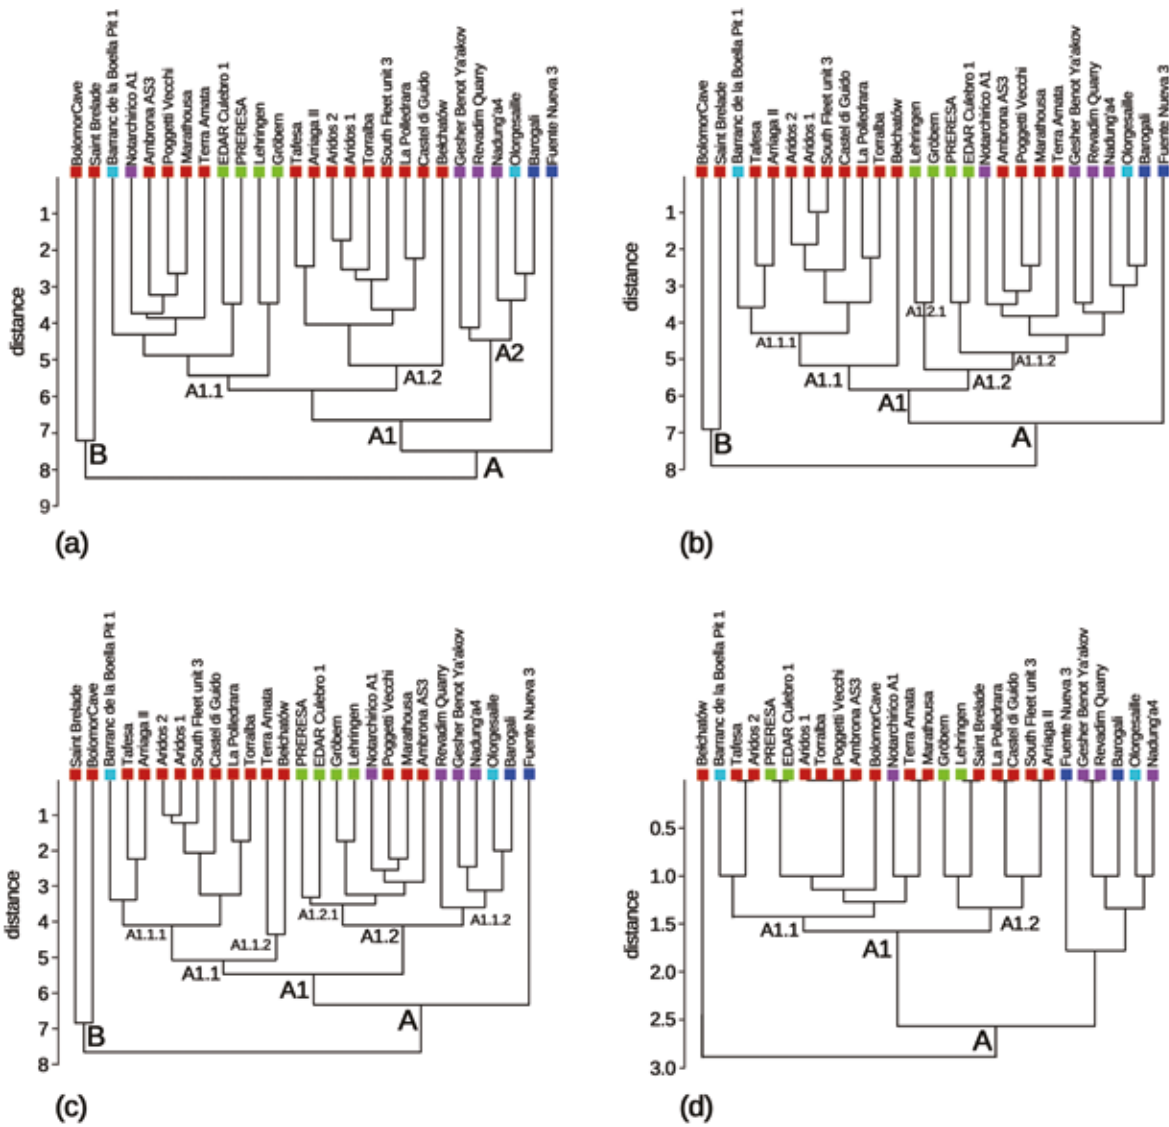 BolomorCave
Saint Brelade
Barranc de la Boella Pit 1
Notarchirico A1
Ambrona AS3
Poggetti Vecchi
Marathousa
Terra Amata
EDAR Culebro 1
PRERESA
Lehringen
Gröbern
Tafesa
Arriaga II
Aridos 2
Aridos 1
Torralba
South Fleet unit 3
La Polledrara
Castel di Guido
Belchatów
Gesher Benot Ya'akov
Revadim Quarry
Nadung'a4
Olorgesailie
Barogali
Fuente Nueva 3
distance
1
2
3
4
5
6
7
8
9
A2
A1.2
A1.1
A1
B
A
(a)
BolomorCave
Saint Brelade
Barranc de la Boella Pit 1
Tafesa
Arriaga II
Aridos 2
Aridos 1
South Fleet unit 3
Castel di Guido
La Polledrara
Torralba
Belchatów
Lehringen
Gröbern
PRERESA
EDAR Culebro 1
Notarchirico A1
Ambrona AS3
Poggetti Vecchi
Marathousa
Terra Amata
Gesher Benot Ya'akov
Revadim Quarry
Nadung'a4
Olorgesailie
Barogali
Fuente Nueva 3
distance
1
2
3
4
5
6
7
8
A1.2.1
A1.1.1
A1.1.2
A1.1
A1.2
A1
B
A
(b)
Saint Brelade
BolomorCave
Barranc de la Boella Pit 1
Tafesa
Arriaga II
Aridos 2
Aridos 1
South Fleet unit 3
Castel di Guido
La Polledrara
Torralba
Terra Amata
Belchatów
PRERESA
EDAR Culebro 1
Gröbern
Lehringen
Notarchirico A1
Poggetti Vecchi
Marathousa
Ambrona AS3
Revadim Quarry
Gesher Benot Ya'akov
Nadung'a4
Olorgesailie
Barogali
Fuente Nueva 3
distance
1
2
3
4
5
6
7
8
A1.2.1
A1.1.2
A1.1.1
A1.1.2
A1.2
A1.1
A1
A
B
(c)
Belchatów
Barranc de la Boella Pit 1
Tafesa
Aridos 2
PRERESA
EDAR Culebro 1
Aridos 1
Torralba
Poggetti Vecchi
Ambrona AS3
BolomorCave
Notarchirico A1
Terra Amata
Marathousa
Gröbern
Lehringen
Saint Brelade
La Polledrara
Castel di Guido
South Fleet unit 3
Arriaga II
Fuente Nueva 3
Gesher Benot Ya'akov
Revadim Quarry
Barogali
Olorgesailie
Nadung'a4
distance
0.5
1.0
1.5
2.0
2.5
3.0
A1.1
A1.2
A1
A
(d)